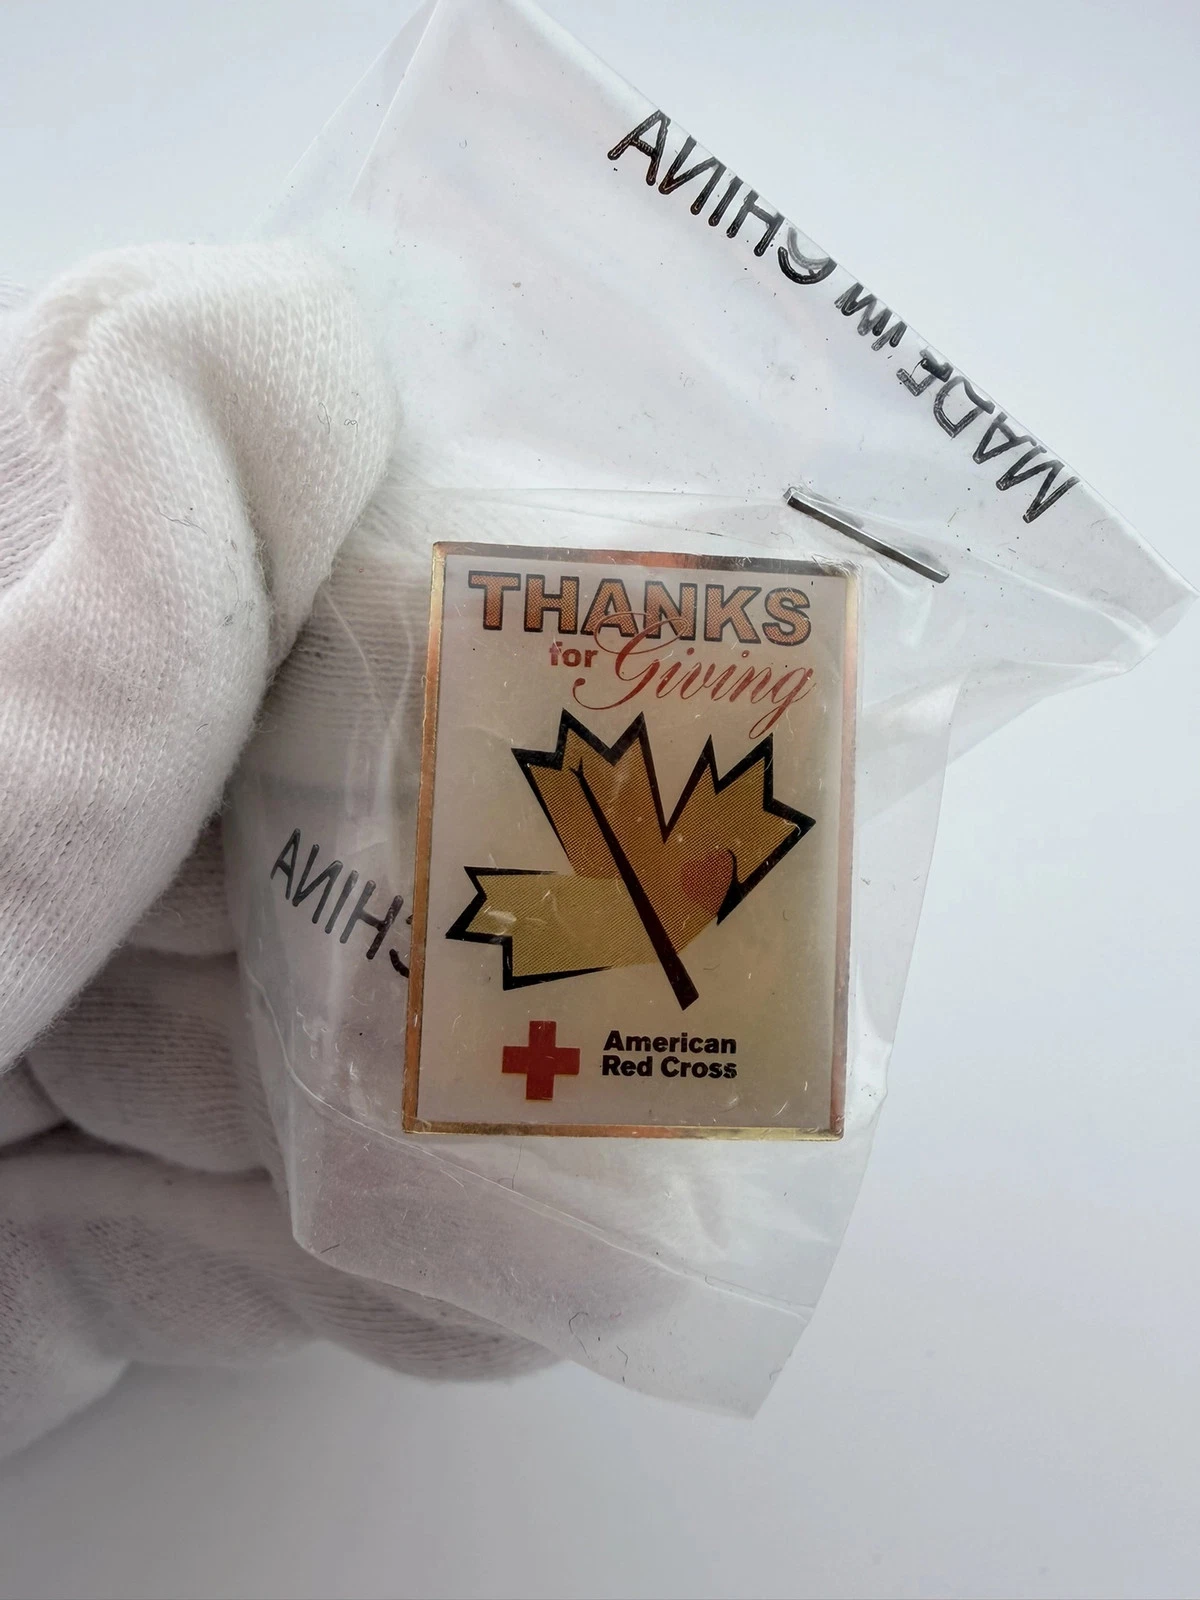 MADE IN CHINA
THANKS
for Giving
CHINA
American
Red Cross